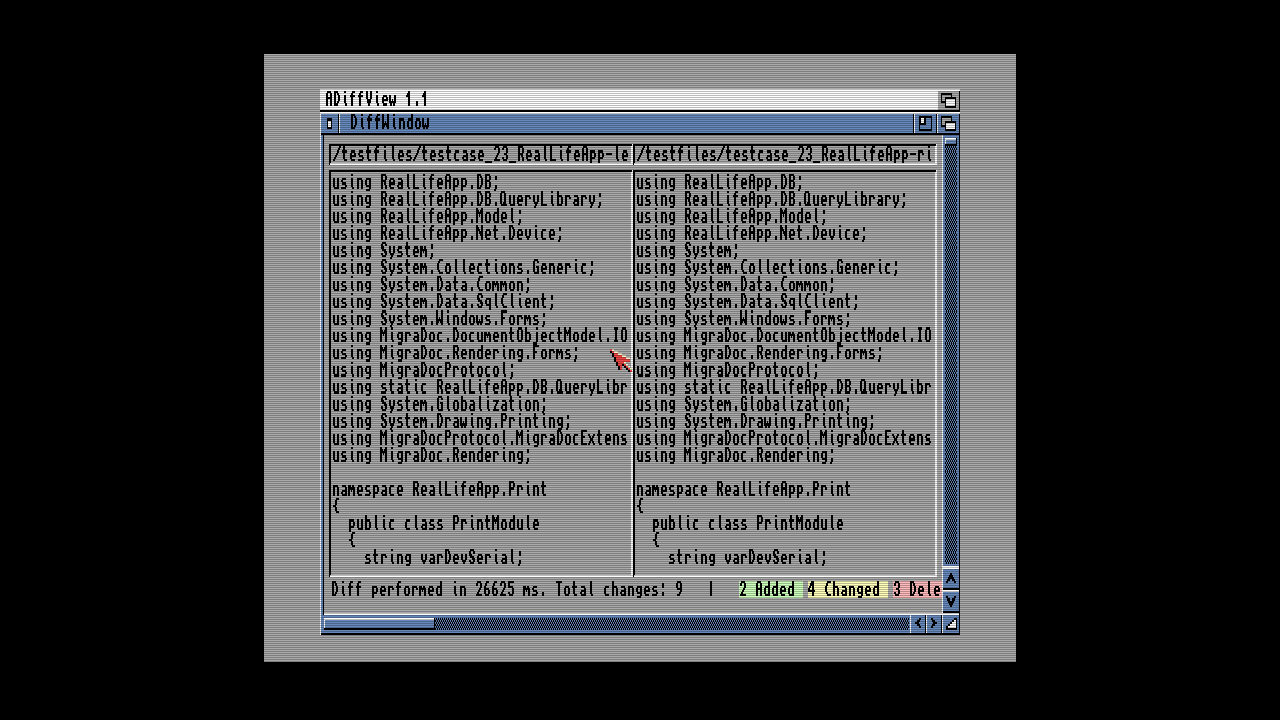 ADiffView 1.1
DiffWindow
/testfiles/testcase_23_RealLifeApp-le
/testfiles/testcase_23_RealLifeApp-ri
using RealLifeApp.DB;
using RealLifeApp.DB.QueryLibrary;
using RealLifeApp.Model;
using RealLifeApp.Net.Device;
using System;
using System.Collections.Generic;
using System.Data.Common;
using System.Data.SqlClient;
using System.Windows.Forms;
using MigraDoc.DocumentObjectModel.IO
using MigraDoc.Rendering.Forms;
using MigraDocProtocol;
using static RealLifeApp.DB.QueryLibr
using System.Globalization;
using System.Drawing.Printing;
using MigraDocProtocol.MigraDocExtens
using MigraDoc.Rendering;
namespace RealLifeApp.Print
{
public class PrintModule
{
string varDevSerial;
using RealLifeApp.DB;
using RealLifeApp.DB.QueryLibrary;
using RealLifeApp.Model;
using RealLifeApp.Net.Device;
using System;
using System.Collections.Generic;
using System.Data.Common;
using System.Data.SqlClient;
using System.Windows.Forms;
using MigraDoc.DocumentObjectModel.IO
using MigraDoc.Rendering.Forms;
using MigraDocProtocol;
using static RealLifeApp.DB.QueryLibr
using System.Globalization;
using System.Drawing.Printing;
using MigraDocProtocol.MigraDocExtens
using MigraDoc.Rendering;
namespace RealLifeApp.Print
{
public class PrintModule
{
string varDevSerial;
Diff performed in 26625 ms. Total changes: 9 | 2 Added 4 Changed 3 Dele